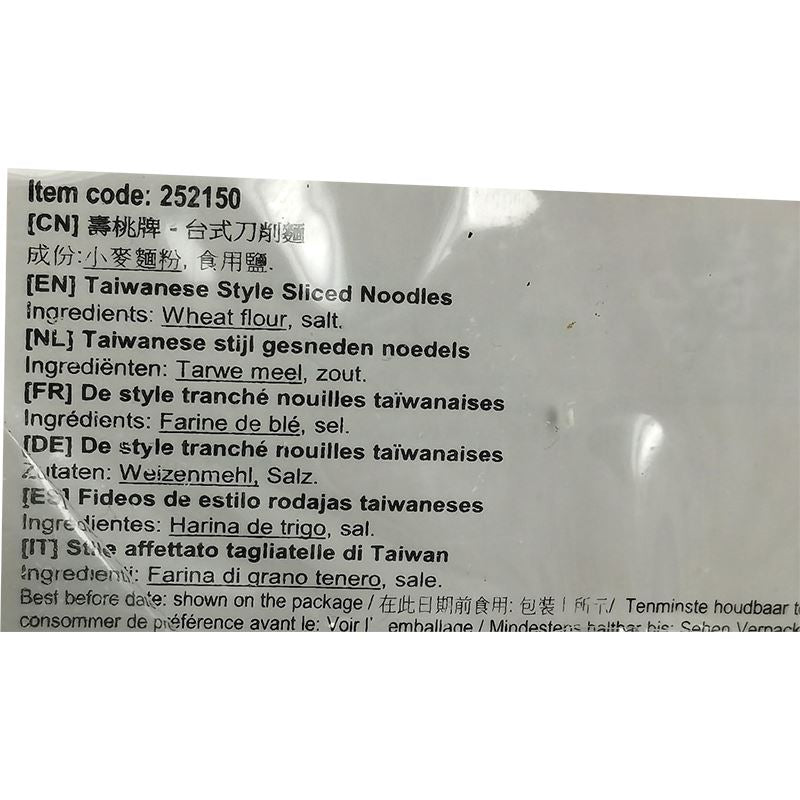 Item code: 252150
[CN] 壽桃牌 - 台式刀削麵
成份:小麥麵粉, 食用鹽.
[EN] Taiwanese Style Sliced Noodles
Ingredients: Wheat flour, salt.
[NL] Taiwanese stijl gesneden noedels
Ingrediënten: Tarwe meel, zout.
[FR] De style tranché nouilles taïwanaises
Ingrédients: Farine de blé, sel.
[DE] De style tranché nouilles taïwanaises
Zutaten: Weizenmehl, Salz.
[ES] Fideos de estilo rodajas taiwaneses
Ingredientes: Harina de trigo, sal.
[IT] Stile affettato tagliatelle di Taiwan
Ingredienti: Farina di grano tenero, sale.
Best before date: shown on the package / 在此日期前食用: 包裝 所示/ Tenminste houdbaar
consommer de préférence avant le: Voir l' emballage / Mindestens haltbar bis: Sehen